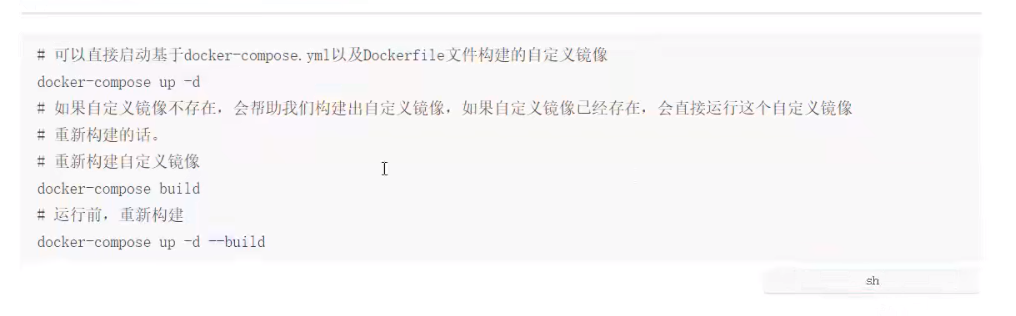 # 可以直接启动基于docker-compose.yml以及Dockerfile文件构建的自定义镜像
docker-compose up -d
# 如果自定义镜像不存在，会帮助我们构建出自定义镜像，如果自定义镜像已经存在，会直接运行这个自定义镜像
# 重新构建的话。
# 重新构建自定义镜像
docker-compose build
# 运行前，重新构建
docker-compose up -d --build
sh